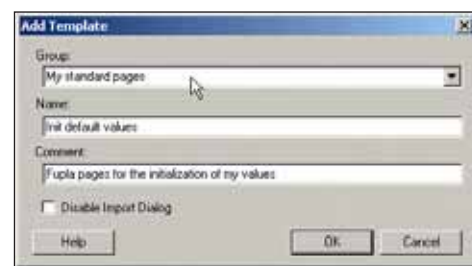 Add Template
Group:
My standard pages
Name:
Init default values
Comment:
Fupla pages for the initialization of my values
Disable Import Dialog
Help
OK
Cancel